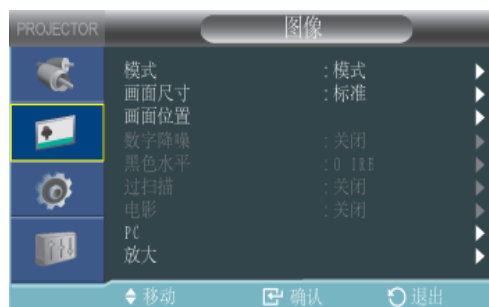 PROJECTOR 图像
模式 : 模式
画面尺寸 : 标准
画面位置
数字降噪 : 关闭
黑色水平 : 0 IRE
过扫描 : 关闭
电影 : 关闭
PC
放大
移动 确认 退出